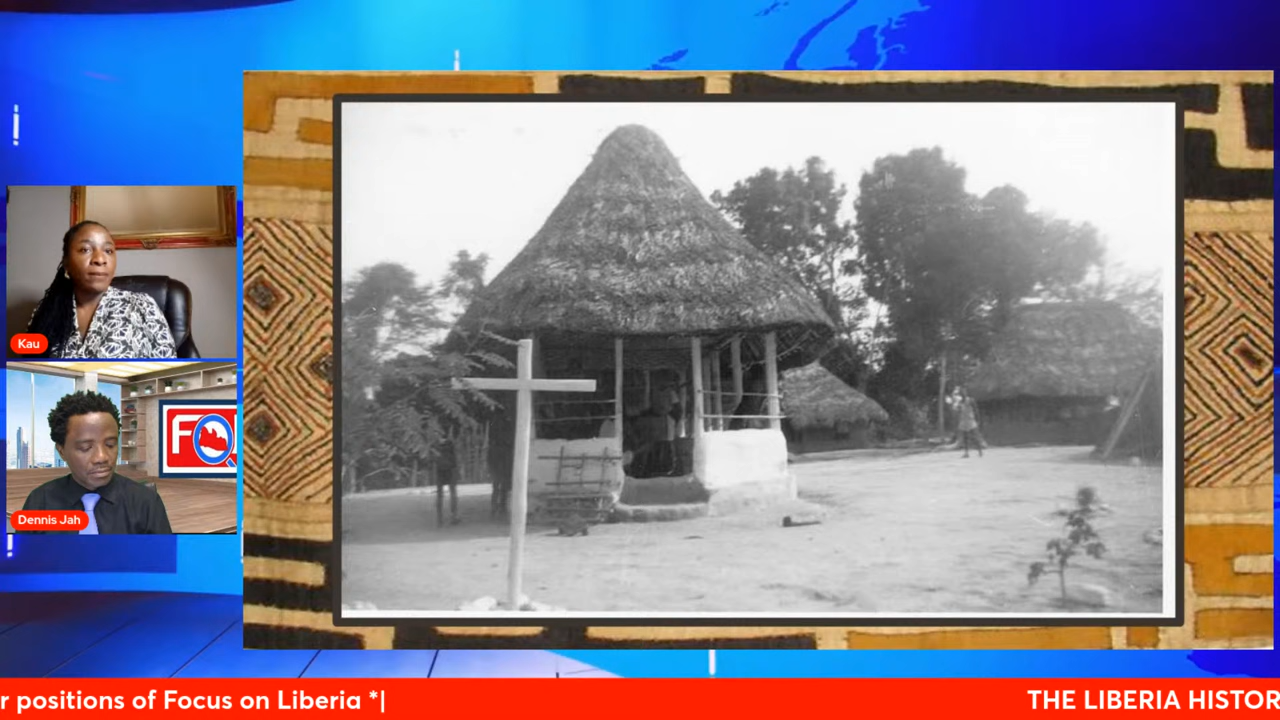 Kau
FO
Dennis Jah
r positions of Focus on Liberia *|
THE LIBERIA HISTOR